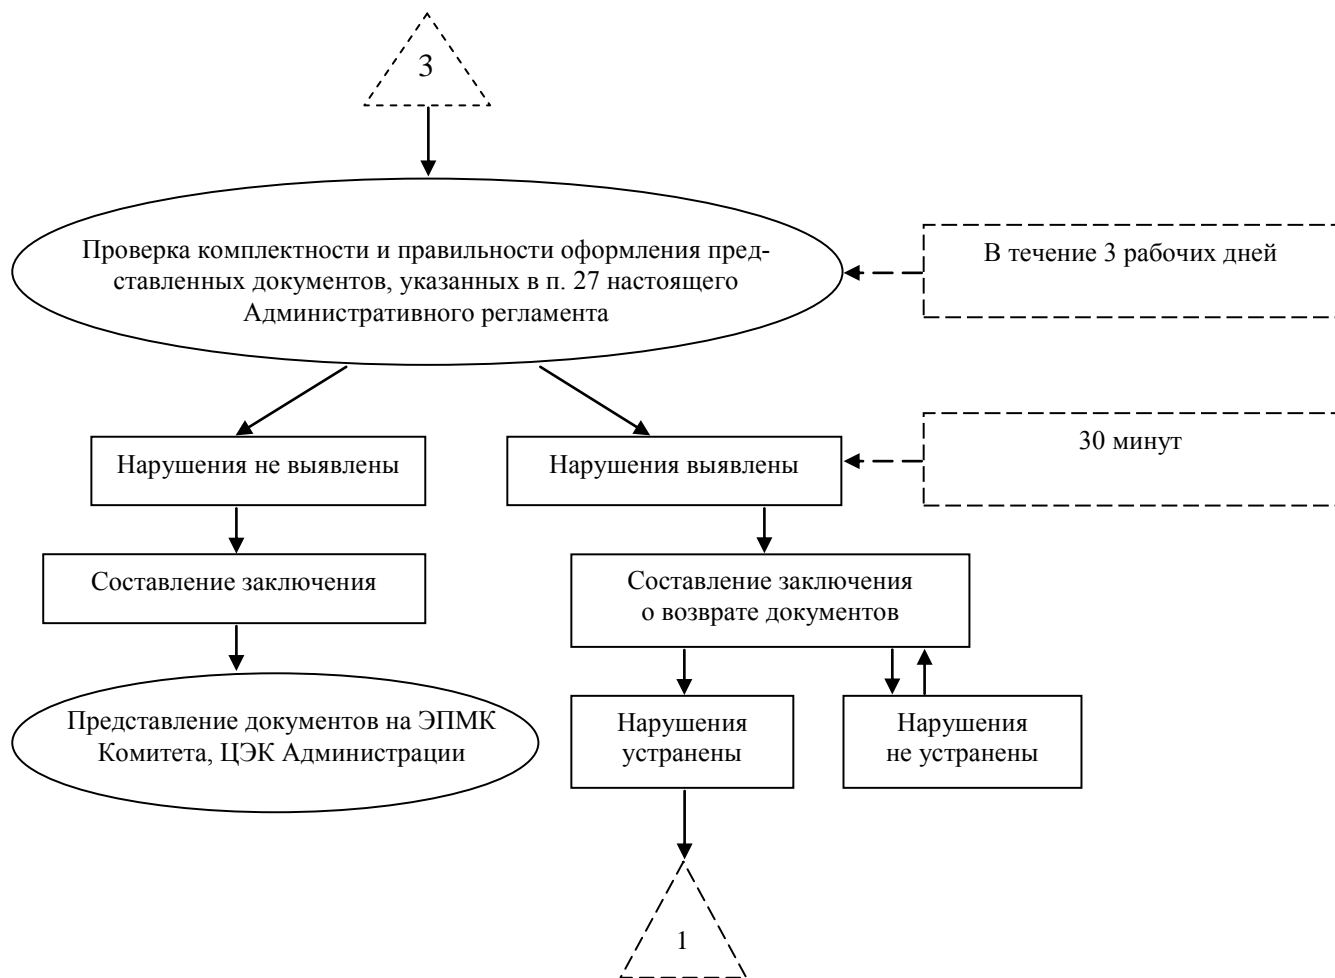 3
Проверка комплектности и правильности оформления пред-
ставленных документов, указанных в п. 27 настоящего
Административного регламента
В течение 3 рабочих дней
Нарушения не выявлены
Нарушения выявлены
30 минут
Составление заключения
Составление заключения
о возврате документов
Представление документов на ЭПМК
Комитета, ЦЭК Администрации
Нарушения
устранены
Нарушения
не устранены
1